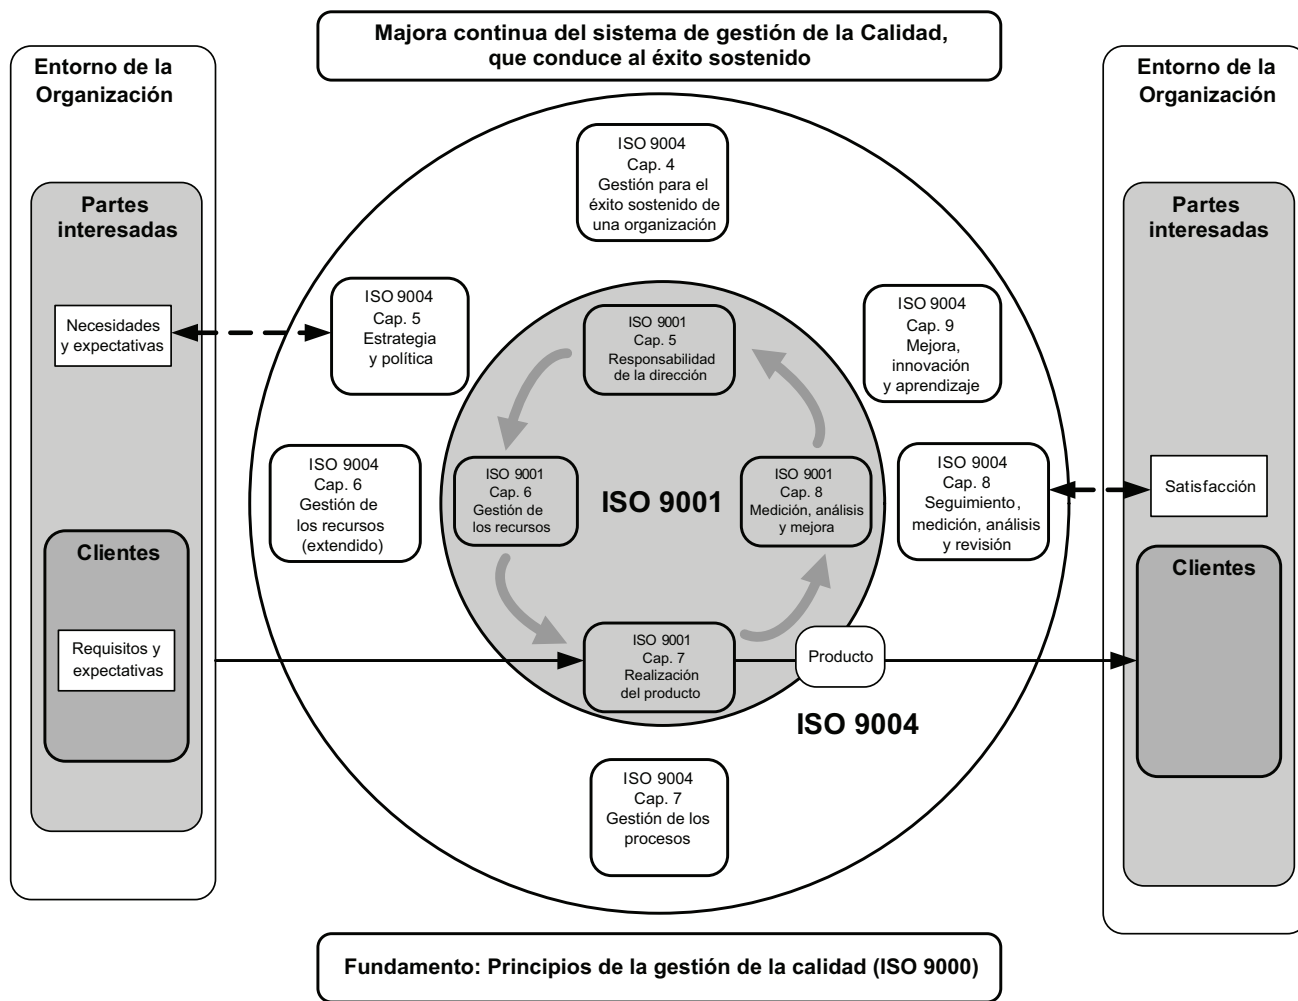 Majora continua del sistema de gestión de la Calidad,
que conduce al éxito sostenido
Entorno de la
Organización
Partes
interesadas
Necesidades
y expectativas
Clientes
Requisitos y
expectativas
ISO 9004
Cap. 4
Gestión para el
éxito sostenido de
una organización
ISO 9004
Cap. 5
Estrategia
y política
ISO 9004
Cap. 9
Mejora,
innovación
y aprendizaje
ISO 9001
Cap. 5
Responsabilidad
de la dirección
ISO 9004
Cap. 6
Gestión de
los recursos
(extendido)
ISO 9001
Cap. 6
Gestión de
los recursos
ISO 9001
ISO 9001
Cap. 8
Medición, análisis
y mejora
ISO 9004
Cap. 8
Seguimiento,
medición, análisis
y revisión
ISO 9001
Cap. 7
Realización
del producto
Producto
ISO 9004
ISO 9004
Cap. 7
Gestión de los
procesos
Entorno de la
Organización
Partes
interesadas
Satisfacción
Clientes
Fundamento: Principios de la gestión de la calidad (ISO 9000)